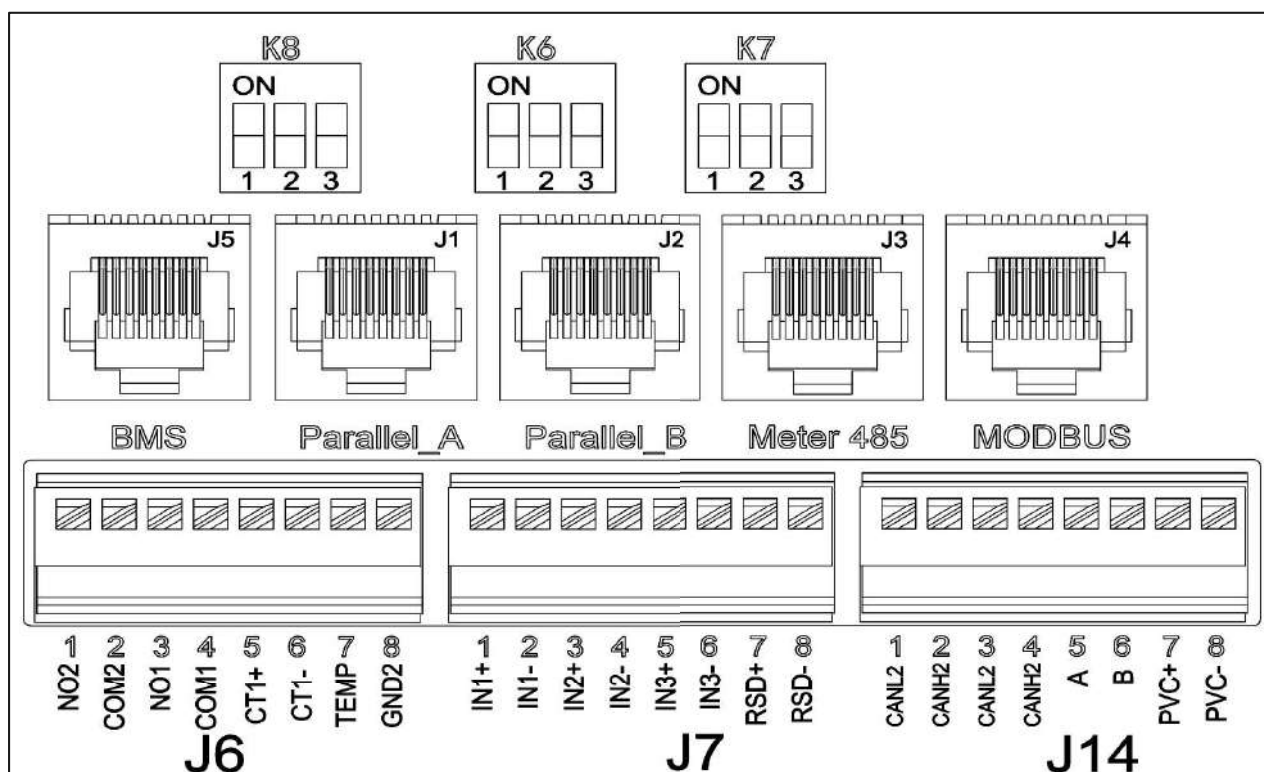 K8 K6 K7
ON ON ON
1 2 3 1 2 3 1 2 3
J5 J1 J2 J3 J4
BMS Parallel_A Parallel_B Meter 485 MODBUS
1 2 3 4 5 6 7 8 1 2 3 4 5 6 7 8 1 2 3 4 5 6 7 8
NO2 COM2 NO1 COM1 CT1+ CT1- TEMP GND2 IN1+ IN1- IN2+ IN2- IN3+ IN3- RSD+ RSD- CANL2 CANH2 CANL2 CANH2 A B PVC+ PVC-
J6 J7 J14